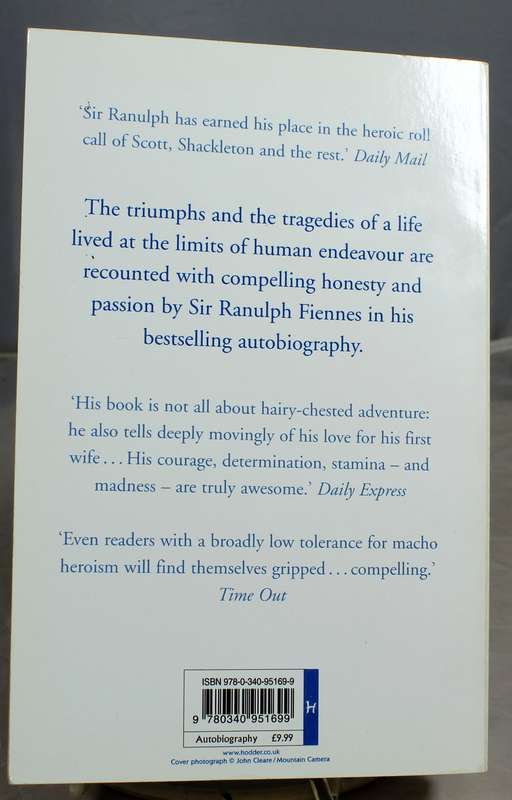 ‘Sir Ranulph has earned his place in the heroic roll
call of Scott, Shackleton and the rest.’ Daily Mail
The triumphs and the tragedies of a life
lived at the limits of human endeavour are
recounted with compelling honesty and
passion by Sir Ranulph Fiennes in his
bestselling autobiography.
‘His book is not all about hairy-chested adventure:
he also tells deeply movingly of his love for his first
wife... His courage, determination, stamina – and
madness – are truly awesome.’ Daily Express
‘Even readers with a broadly low tolerance for macho
heroism will find themselves gripped... compelling.’
Time Out
ISBN 978-0-340-95169-9
9 780340 951699
H
Autobiography £9.99
www.hodder.co.uk
Cover photograph © John Cleare/Mountain Camera